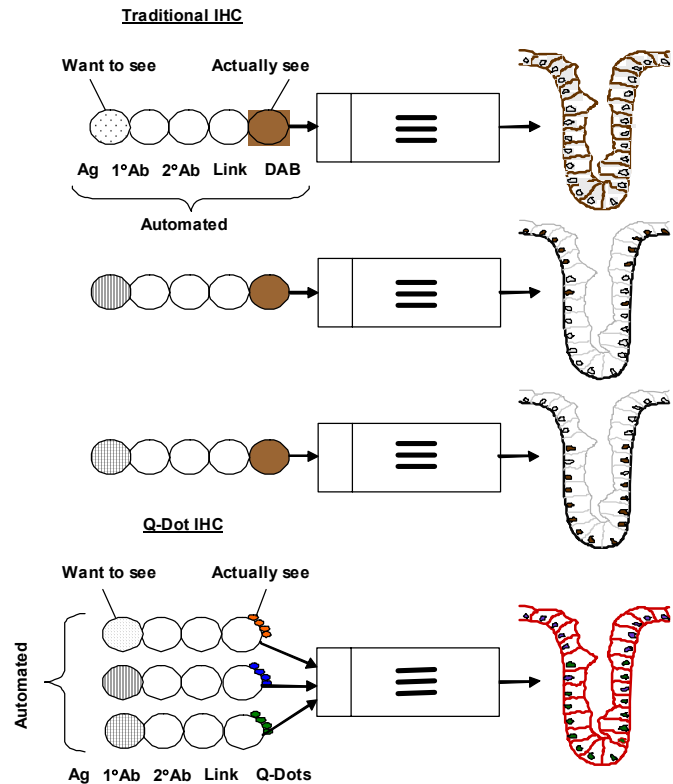 Traditional IHC
Want to see Actually see
Ag 1°Ab 2°Ab Link DAB
Automated
Q-Dot IHC
Want to see Actually see
Automated
Ag 1°Ab 2°Ab Link Q-Dots